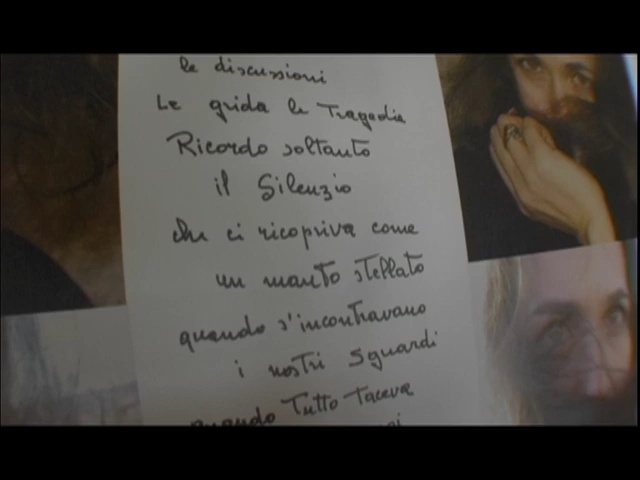 le discussioni
Le grida le Tragedie
Ricordo soltanto
il Silenzio
che ci ricopriva come
un manto stellato
quando s'incontravano
i nostri Sguardi
quando Tutto Taceva